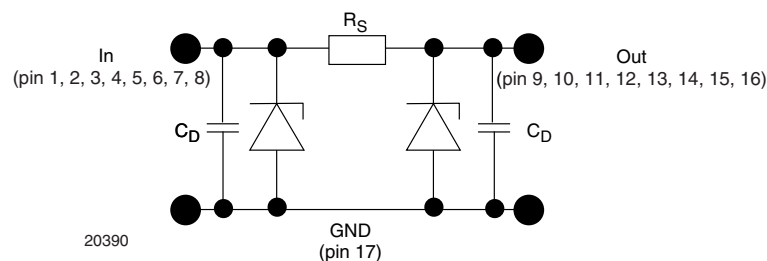 R_S
In
(pin 1, 2, 3, 4, 5, 6, 7, 8)
Out
(pin 9, 10, 11, 12, 13, 14, 15, 16)
C_D
C_D
GND
(pin 17)
20390